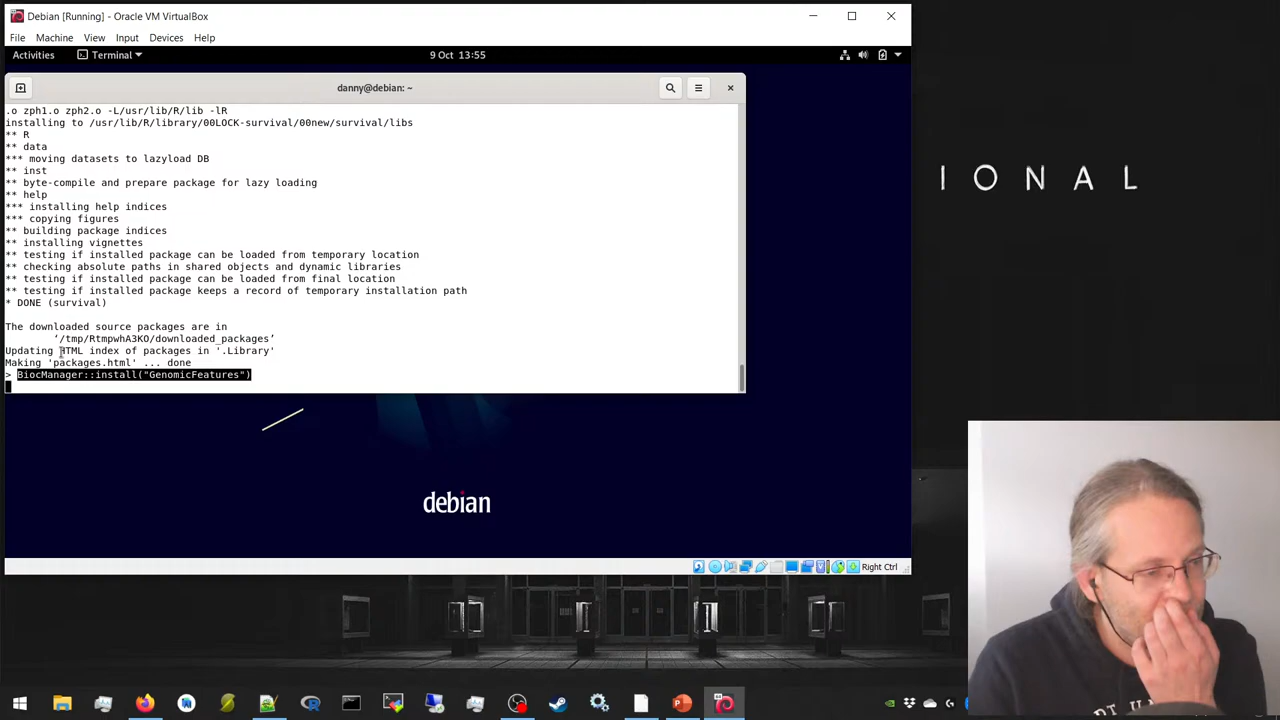 Debian [Running] - Oracle VM VirtualBox
File Machine View Input Devices Help
Activities Terminal 9 Oct 13:55
danny@debian: ~
.o zph1.o zph2.o -L/usr/lib/R/lib -lR
installing to /usr/lib/R/library/00LOCK-survival/00new/survival/libs
** R
** data
*** moving datasets to lazyload DB
** inst
** byte-compile and prepare package for lazy loading
** help
*** installing help indices
*** copying figures
** building package indices
** installing vignettes
** testing if installed package can be loaded from temporary location
** checking absolute paths in shared objects and dynamic libraries
** testing if installed package can be loaded from final location
** testing if installed package keeps a record of temporary installation path
* DONE (survival)
The downloaded source packages are in
‘/tmp/RtmpwhA3KO/downloaded_packages’
Updating HTML index of packages in '.Library'
Making 'packages.html' ... done
> BiocManager::install("GenomicFeatures")
I O N A L
debian
Right Ctrl